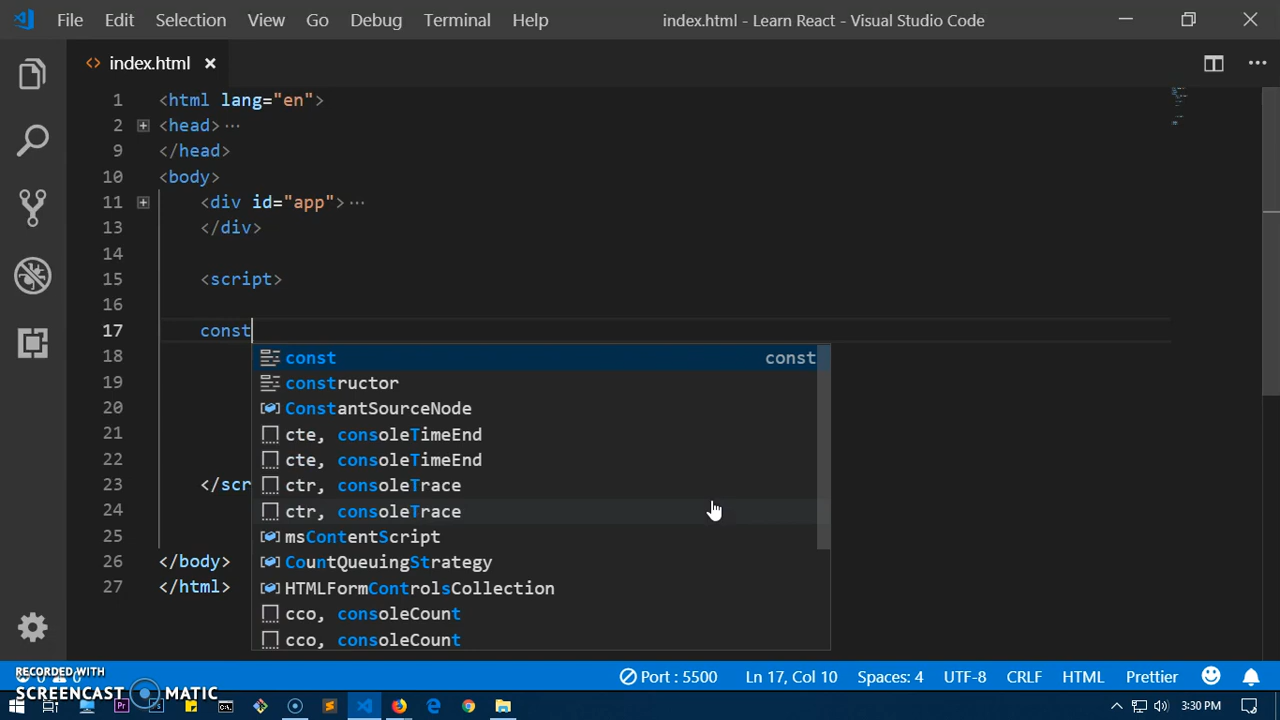 File Edit Selection View Go Debug Terminal Help index.html - Learn React - Visual Studio Code
index.html
1 <html lang="en">
2 <head> ...
9 </head>
10 <body>
11 <div id="app"> ...
13 </div>
14
15 <script>
16
17 const
18 const const
19 constructor
20 ConstantSourceNode
21 cte, consoleTimeEnd
22 cte, consoleTimeEnd
23 </scr ctr, consoleTrace
24 ctr, consoleTrace
25 msContentScript
26 </body> CountQueuingStrategy
27 </html> HTMLFormControlsCollection
cco, consoleCount
cco, consoleCount
Port : 5500 Ln 17, Col 10 Spaces: 4 UTF-8 CRLF HTML Prettier
RECORDED WITH
SCREENCAST MATIC
3:30 PM